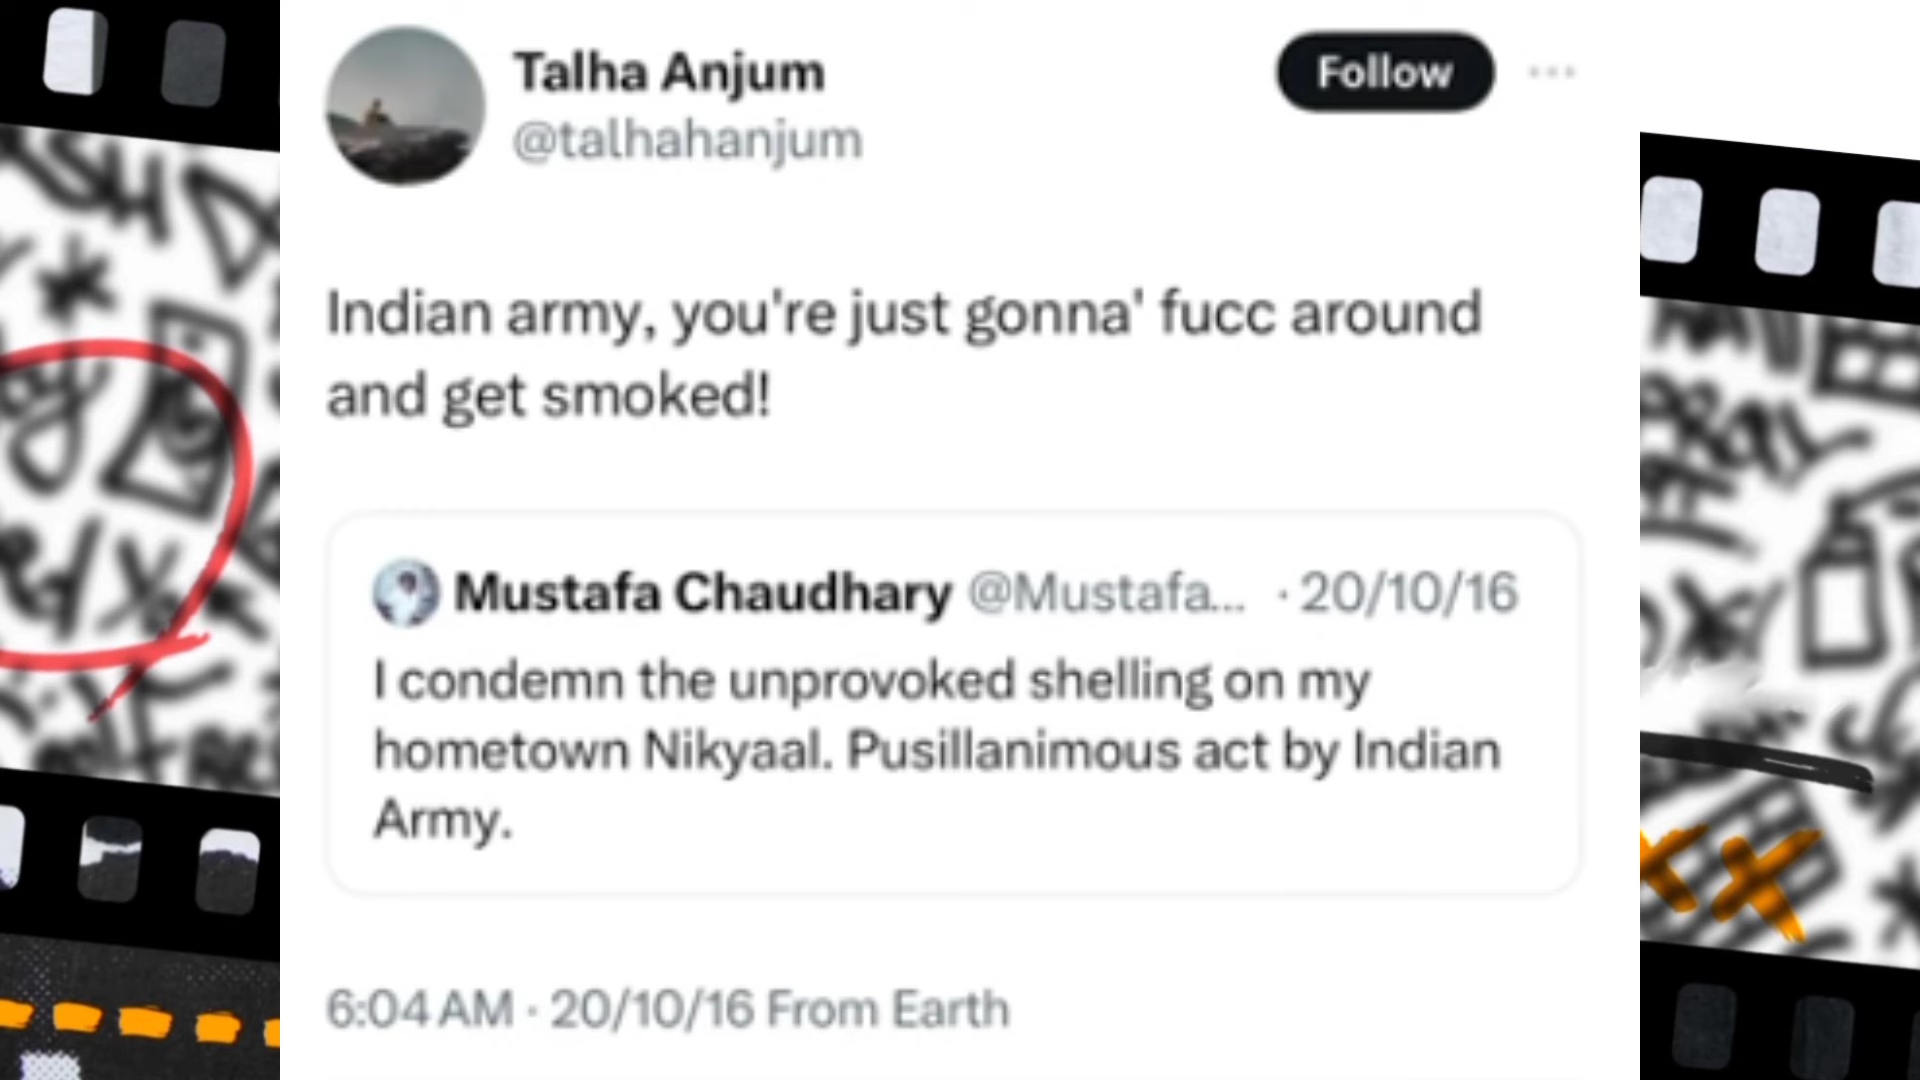 Talha Anjum
@talhahanjum
Follow
Indian army, you're just gonna' fucc around
and get smoked!
Mustafa Chaudhary @Mustafa... · 20/10/16
I condemn the unprovoked shelling on my
hometown Nikyaal. Pusillanimous act by Indian
Army.
6:04 AM · 20/10/16 From Earth